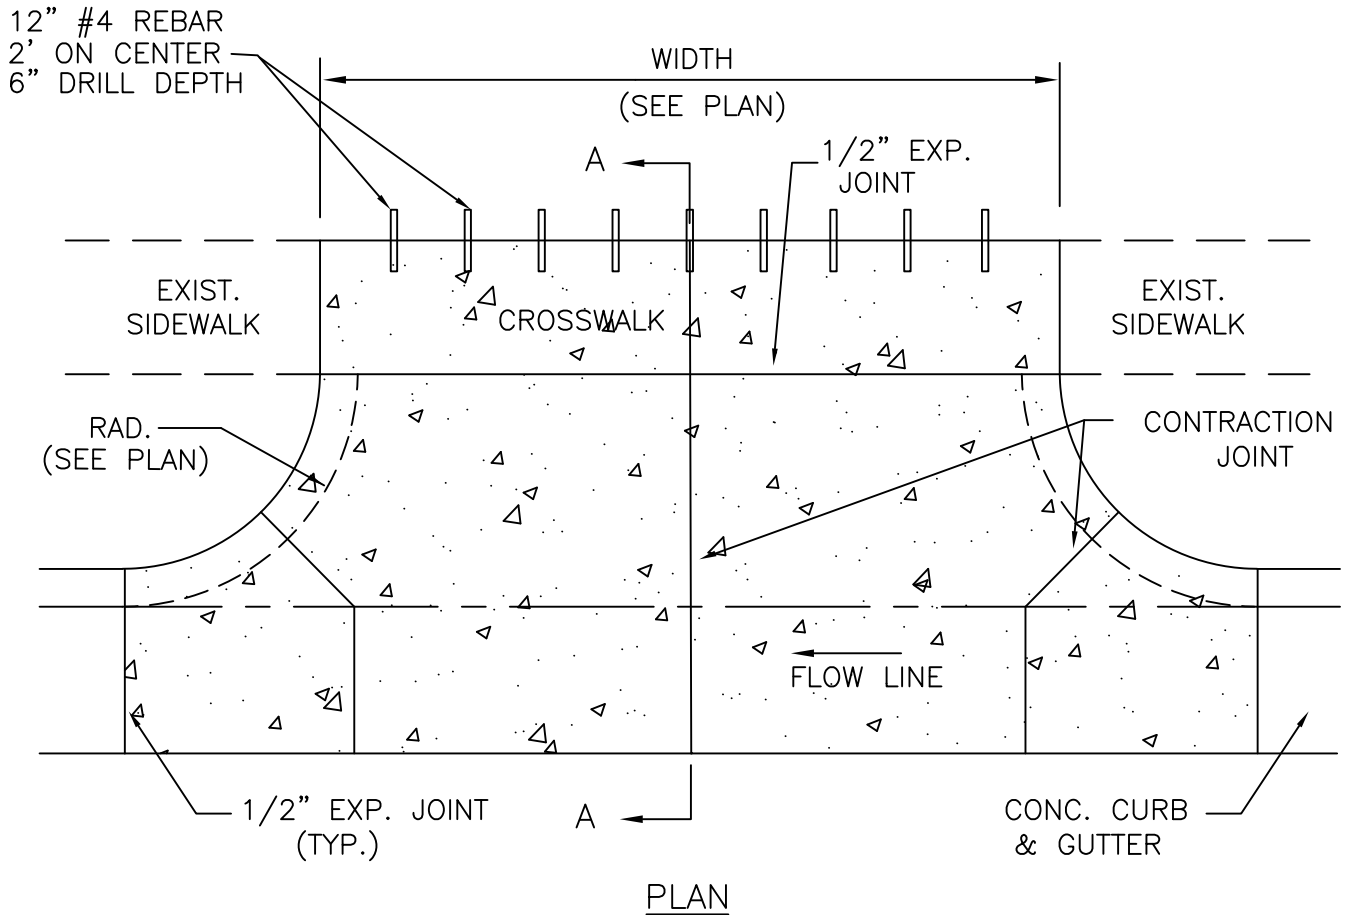 12" #4 REBAR
2' ON CENTER
6" DRILL DEPTH
WIDTH
(SEE PLAN)
A
1/2" EXP.
JOINT
EXIST.
SIDEWALK
CROSSWALK
EXIST.
SIDEWALK
RAD.
(SEE PLAN)
CONTRACTION
JOINT
FLOW LINE
1/2" EXP. JOINT
(TYP.)
A
CONC. CURB
& GUTTER
PLAN